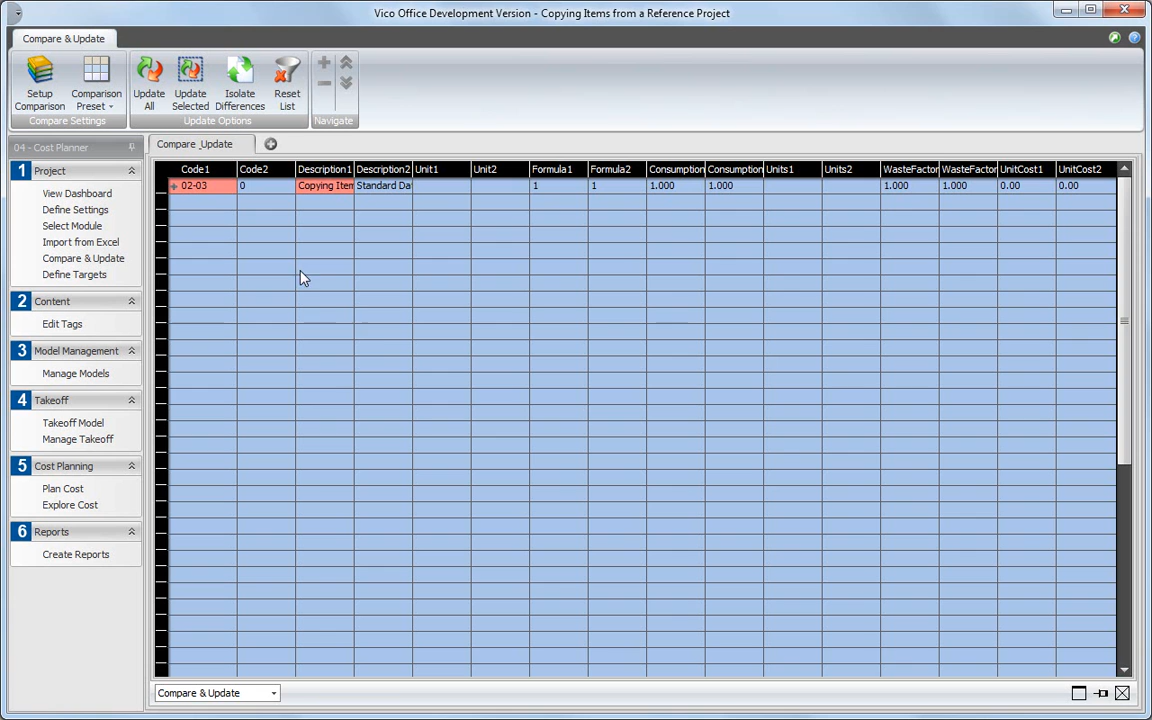 Vico Office Development Version - Copying Items from a Reference Project
Compare & Update
Setup Comparison
Comparison Preset
Update All
Update Selected
Isolate Differences
Reset List
Compare Settings
Update Options
Navigate
04 - Cost Planner
Compare _Update
1 Project
View Dashboard
Define Settings
Select Module
Import from Excel
Compare & Update
Define Targets
2 Content
Edit Tags
3 Model Management
Manage Models
4 Takeoff
Takeoff Model
Manage Takeoff
5 Cost Planning
Plan Cost
Explore Cost
6 Reports
Create Reports
Code1 Code2 Description1 Description2 Unit1 Unit2 Formula1 Formula2 Consumption Consumption Units1 Units2 WasteFactor WasteFactor UnitCost1 UnitCost2
02-03 0 Copying Item Standard Da 1 1 1.000 1.000 1.000 1.000 0.00 0.00
Compare & Update